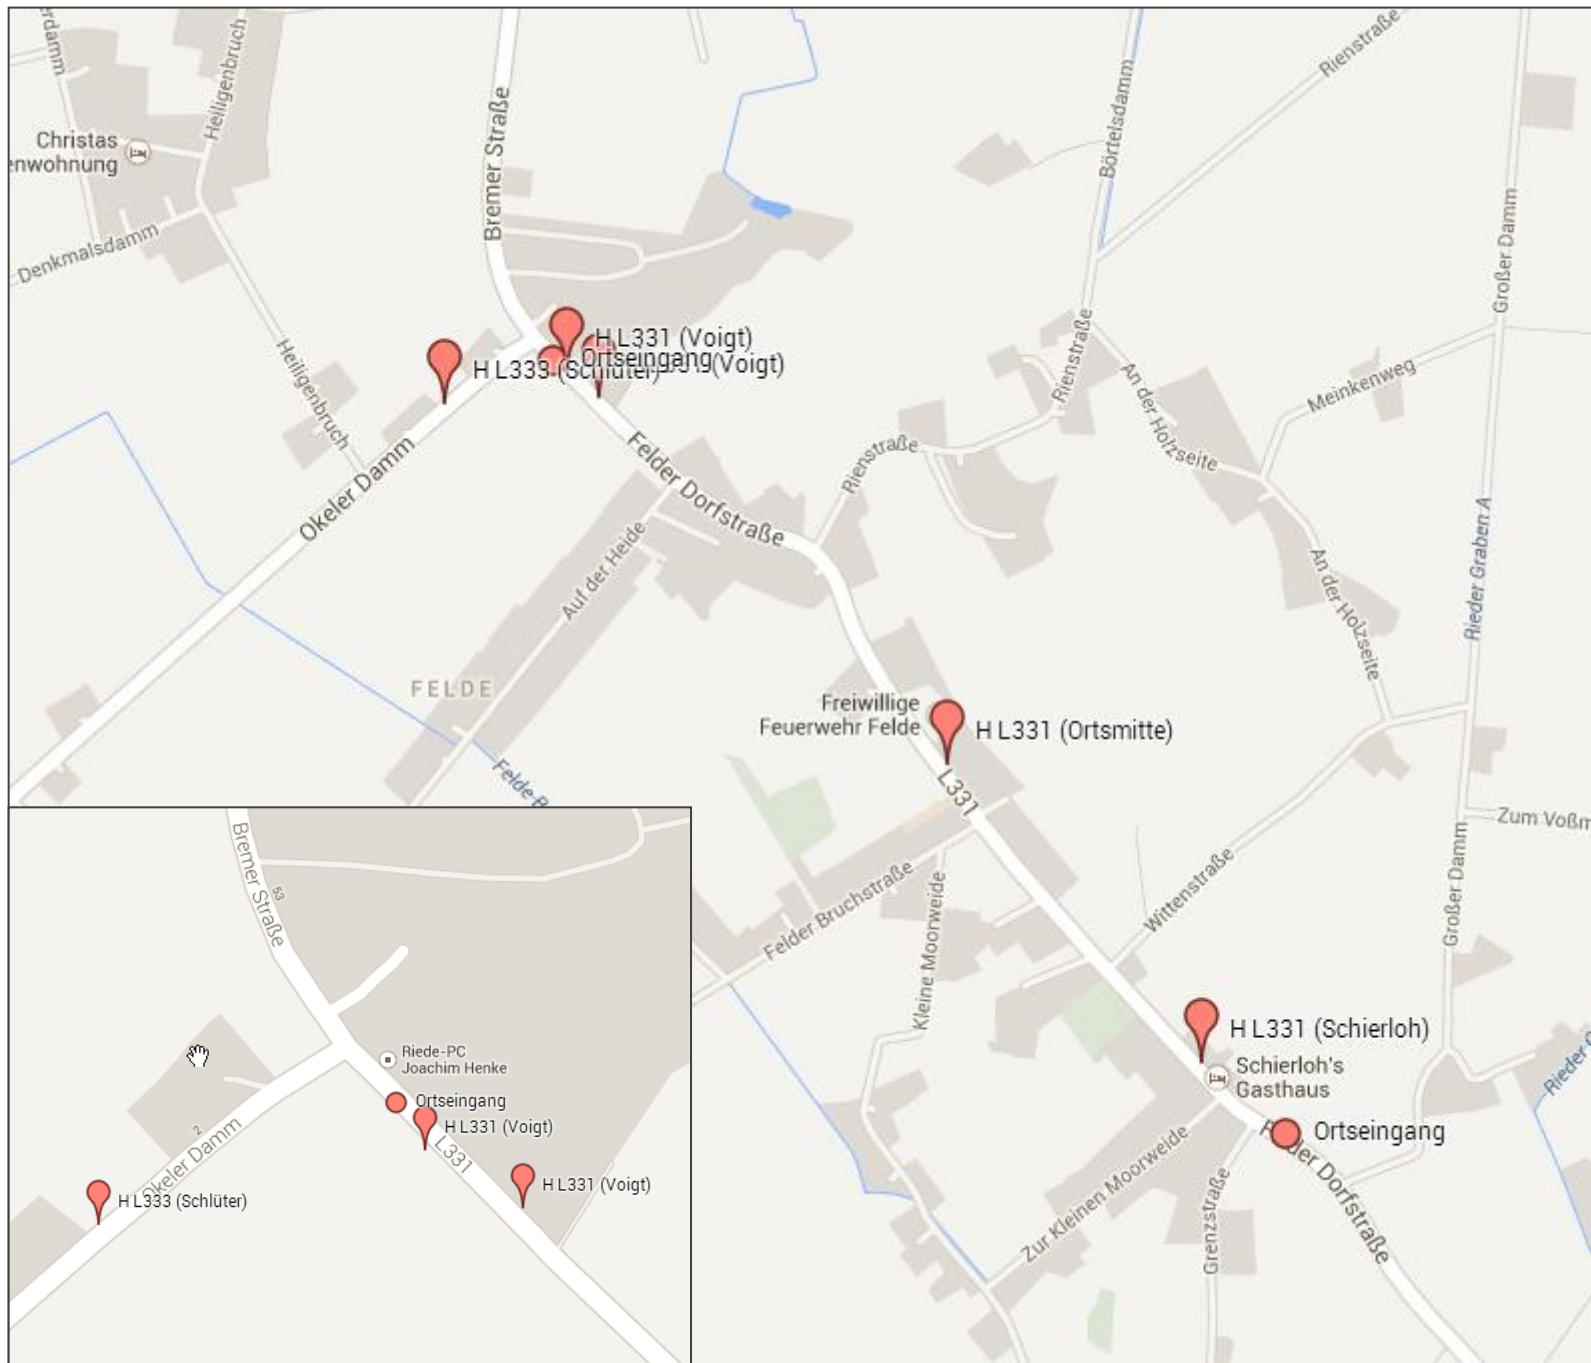 Bremer Straße
Rienstraße
Heiligenbruch
Christas
enwohnung
Börtelsdamm
Denkmalsdamm
Großer Damm
H L331 (Voigt)
Ortseingang
H L333 (Schlüter)
(Voigt)
Heiligenbruch
Rienstraße
An der Holzseite
Meinkenweg
Okeler Damm
Felder Dorfstraße
Rienstraße
Auf der Heide
An der Holzseite
Rieder Graben A
FELDE
Freiwillige
Feuerwehr Felde
H L331 (Ortsmitte)
L331
Zum Voßm
Felder Bruchstraße
Kleine Moorweide
Wittenstraße
Großer Damm
H L331 (Schierloh)
Schierloh's
Gasthaus
Ortseingang
Zur Kleinen Moorweide
Grenzstraße
Felder Dorfstraße
Bremer Straße
53
Riede-PC
Joachim Henke
Ortseingang
H L331 (Voigt)
L331
2
Okeler Damm
H L331 (Voigt)
H L333 (Schlüter)